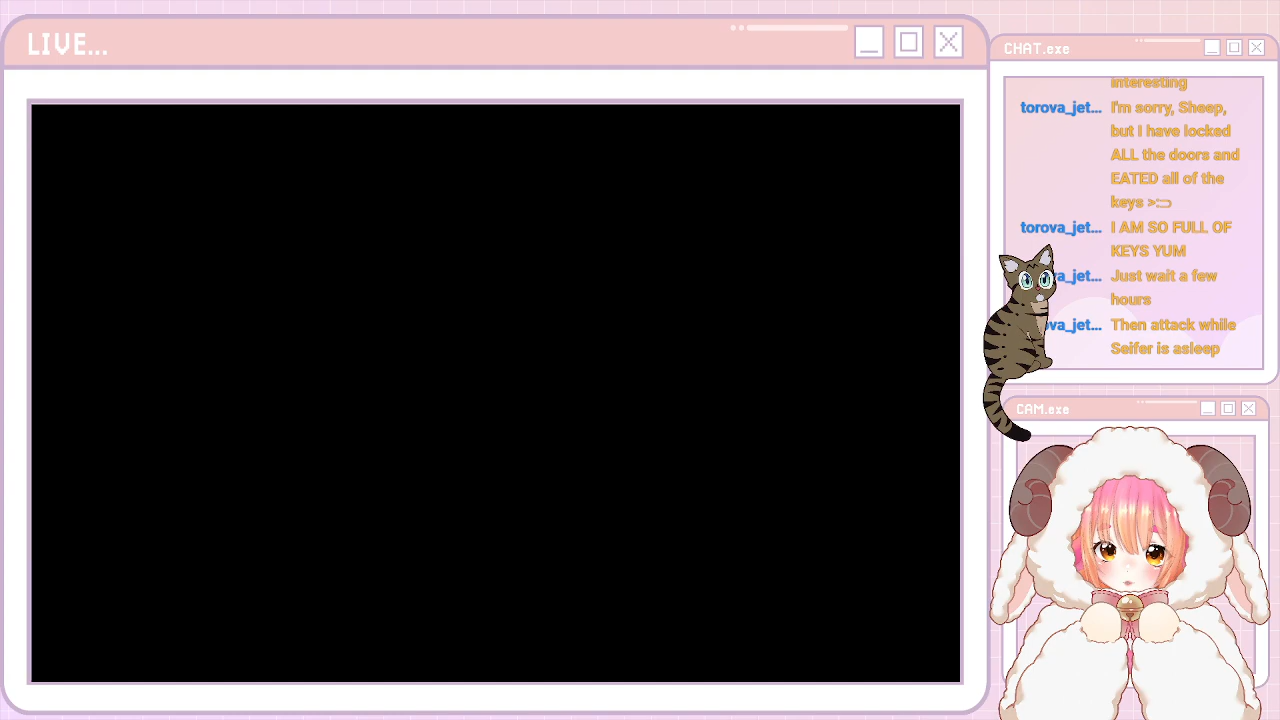 LIVE...
CHAT.exe
interesting
torova_jet... I'm sorry, Sheep,
but I have locked
ALL the doors and
EATED all of the
keys >:⊃
torova_jet... I AM SO FULL OF
KEYS YUM
va_jet... Just wait a few
hours
ova_jet... Then attack while
Seifer is asleep
CAM.exe